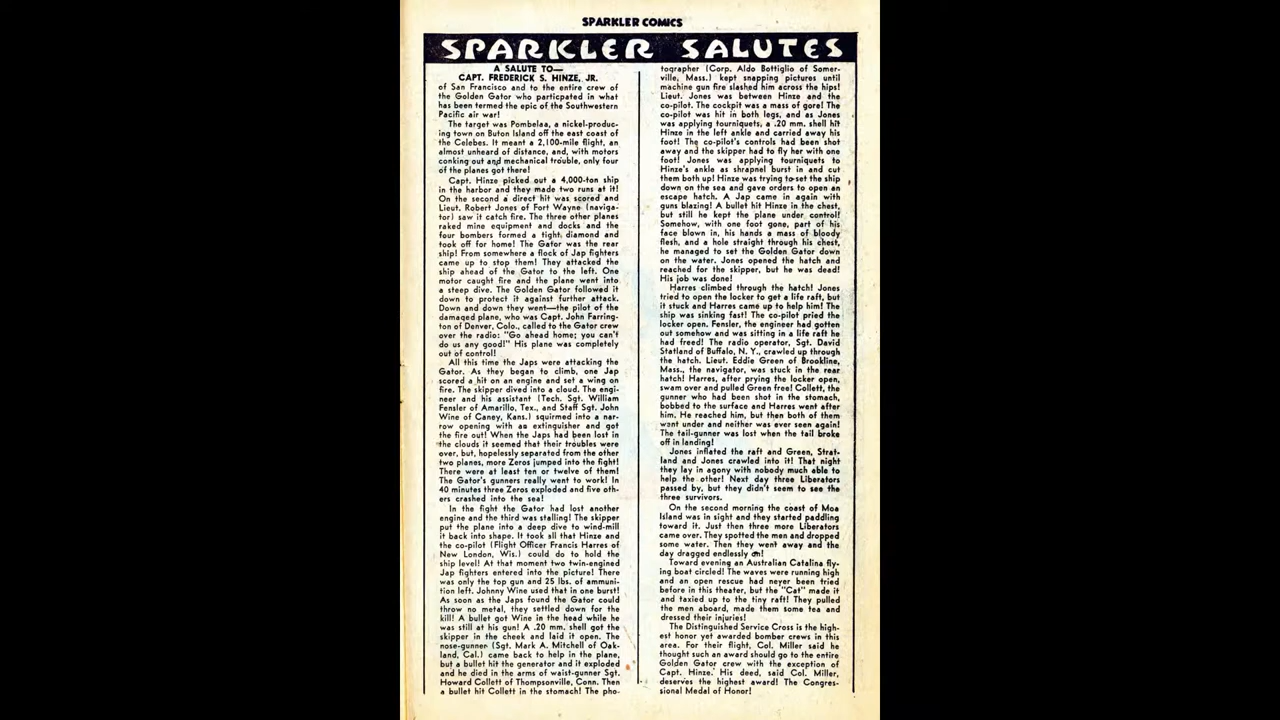 SPARKLER COMICS
SPARKLER SALUTES
A SALUTE TO—
CAPT. FREDERICK S. HINZE, JR.
of San Francisco and to the entire crew of
the Golden Gator who particpated in what
has been termed the epic of the Southwestern
Pacific air war!
The target was Pombelaa, a nickel-produc-
ing town on Buton Island off the east coast of
the Celebes. It meant a 2,100-mile flight, an
almost unheard of distance, and, with motors
conking out and mechanical trouble, only four
of the planes got there!
Capt. Hinze picked out a 4,000-ton ship
in the harbor and they made two runs at it!
On the second a direct hit was scored and
Lieut. Robert Jones of Fort Wayne (naviga-
tor) saw it catch fire. The three other planes
raked mine equipment and docks and the
four bombers formed a tight diamond and
took off for home! The Gator was the rear
ship! From somewhere a flock of Jap fighters
came up to stop them! They attacked the
ship ahead of the Gator to the left. One
motor caught fire and the plane went into
a steep dive. The Golden Gator followed it
down to protect it against further attack.
Down and down they went—the pilot of the
damaged plane, who was Capt. John Farring-
ton of Denver, Colo., called to the Gator crew
over the radio: "Go ahead home; you can't
do us any good!" His plane was completely
out of control!
All this time the Japs were attacking the
Gator. As they began to climb, one Jap
scored a hit on an engine and set a wing on
fire. The skipper dived into a cloud. The engi-
neer and his assistant (Tech. Sgt. William
Fensler of Amarillo, Tex., and Staff Sgt. John
Wine of Caney, Kans.) squirmed into a nar-
row opening with an extinguisher and got
the fire out! When the Japs had been lost in
the clouds it seemed that their troubles were
over, but, hopelessly separated from the other
two planes, more Zeros jumped into the fight!
There were at least ten or twelve of them!
The Gator's gunners really went to work! In
40 minutes three Zeros exploded and five oth-
ers crashed into the sea!
In the fight the Gator had lost another
engine and the third was stalling! The skipper
put the plane into a deep dive to wind-mill
it back into shape. It took all that Hinze and
the co-pilot (Flight Officer Francis Harres of
New London, Wis.) could do to hold the
ship level! At that moment two twin-engined
Jap fighters entered into the picture! There
was only the top gun and 25 lbs. of ammuni-
tion left. Johnny Wine used that in one burst!
As soon as the Japs found the Gator could
throw no metal, they settled down for the
kill! A bullet got Wine in the head while he
was still at his gun! A .20 mm. shell got the
skipper in the cheek and laid it open. The
nose-gunner (Sgt. Mark A. Mitchell of Oak-
land, Cal.) came back to help in the plane,
but a bullet hit the generator and it exploded
and he died in the arms of waist-gunner Sgt.
Howard Collett of Thompsonville, Conn. Then
a bullet hit Collett in the stomach! The pho-
tographer (Corp. Aldo Bottiglio of Somer-
ville, Mass.) kept snapping pictures until
machine gun fire slashed him across the hips!
Lieut. Jones was between Hinze and the
co-pilot. The cockpit was a mass of gore! The
co-pilot was hit in both legs, and as Jones
was applying tourniquets, a .20 mm. shell hit
Hinze in the left ankle and carried away his
foot! The co-pilot's controls had been shot
away and the skipper had to fly her with one
foot! Jones was applying tourniquets to
Hinze's ankle as shrapnel burst in and cut
them both up! Hinze was trying to set the ship
down on the sea and gave orders to open an
escape hatch. A Jap came in again with
guns blazing! A bullet hit Hinze in the chest,
but still he kept the plane under control!
Somehow, with one foot gone, part of his
face blown in, his hands a mass of bloody
flesh, and a hole straight through his chest,
he managed to set the Golden Gator down
on the water. Jones opened the hatch and
reached for the skipper, but he was dead!
His job was done!
Harres climbed through the hatch! Jones
tried to open the locker to get a life raft, but
it stuck and Harres came up to help him! The
ship was sinking fast! The co-pilot pried the
locker open. Fensler, the engineer had gotten
out somehow and was sitting in a life raft he
had freed! The radio operator, Sgt. David
Statland of Buffalo, N. Y., crawled up through
the hatch. Lieut. Eddie Green of Brookline,
Mass., the navigator, was stuck in the rear
hatch! Harres, after prying the locker open,
swam over and pulled Green free! Collett, the
gunner who had been shot in the stomach,
bobbed to the surface and Harres went after
him. He reached him, but then both of them
went under and neither was ever seen again!
The tail-gunner was lost when the tail broke
off in landing!
Jones inflated the raft and Green, Strat-
land and Jones crawled into it! That night
they lay in agony with nobody much able to
help the other! Next day three Liberators
passed by, but they didn't seem to see the
three survivors.
On the second morning the coast of Moa
Island was in sight and they started paddling
toward it. Just then three more Liberators
came over. They spotted the men and dropped
some water. Then they went away and the
day dragged endlessly on!
Toward evening an Australian Catalina fly-
ing boat circled! The waves were running high
and an open rescue had never been tried
before in this theater, but the "Cat" made it
and taxied up to the tiny raft! They pulled
the men aboard, made them some tea and
dressed their injuries!
The Distinguished Service Cross is the high-
est honor yet awarded bomber crews in this
area. For their flight, Col. Miller said he
thought such an award should go to the entire
Golden Gator crew with the exception of
Capt. Hinze. His deed, said Col. Miller,
deserves the highest award! The Congres-
sional Medal of Honor!